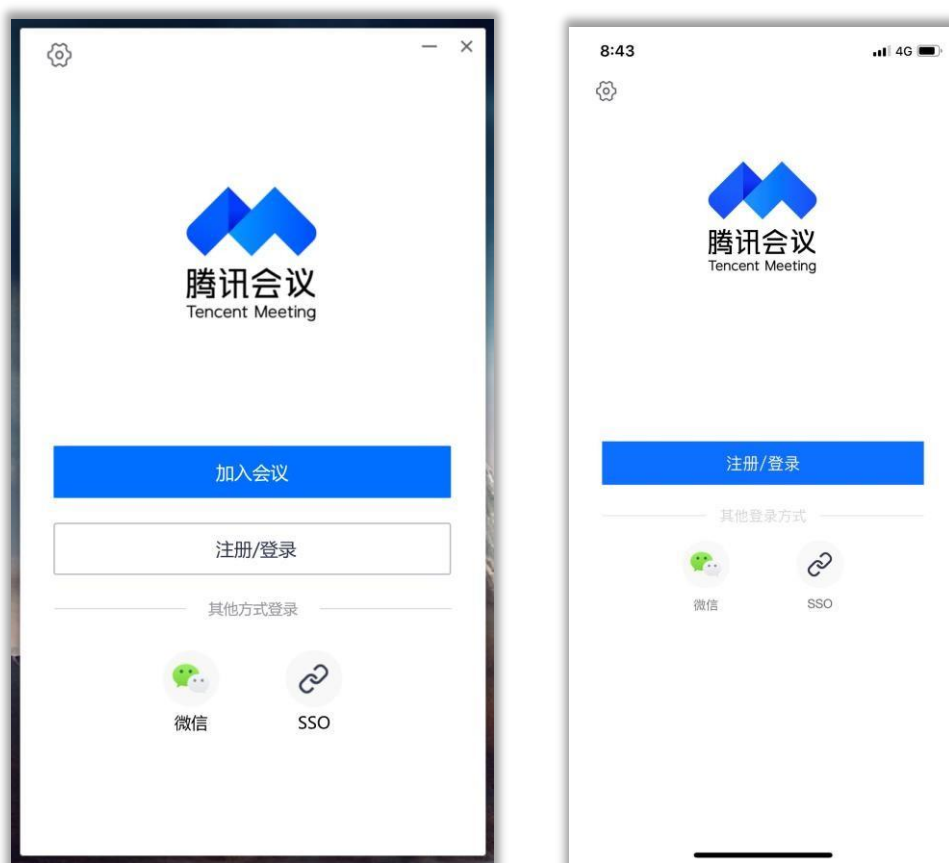 腾讯会议
Tencent Meeting
加入会议
注册/登录
其他方式登录
微信
SSO
8:43
4G
腾讯会议
Tencent Meeting
注册/登录
其他登录方式
微信
SSO